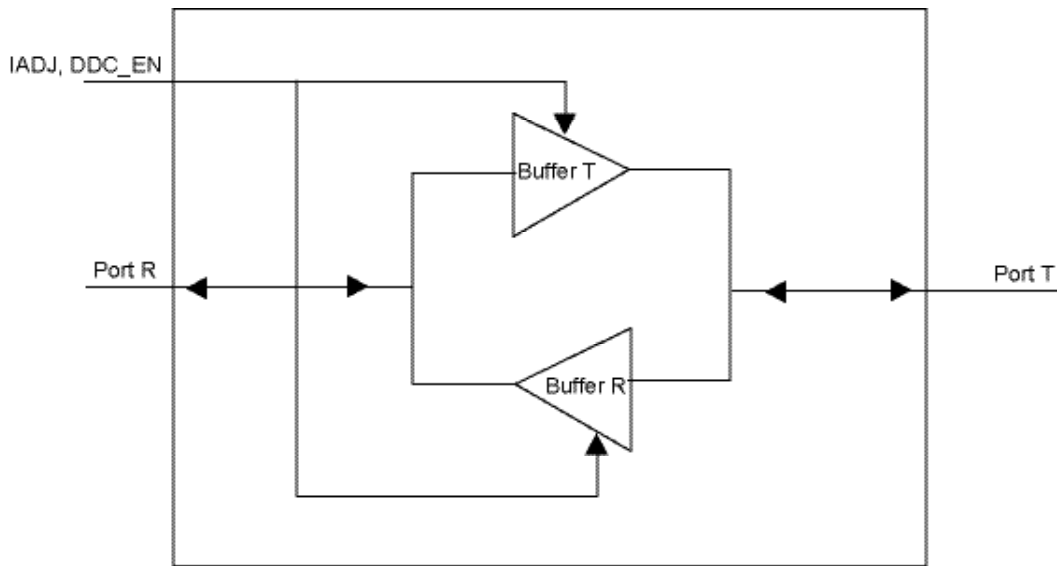 IADJ, DDC_EN
Buffer T
Port R
Port T
Buffer R